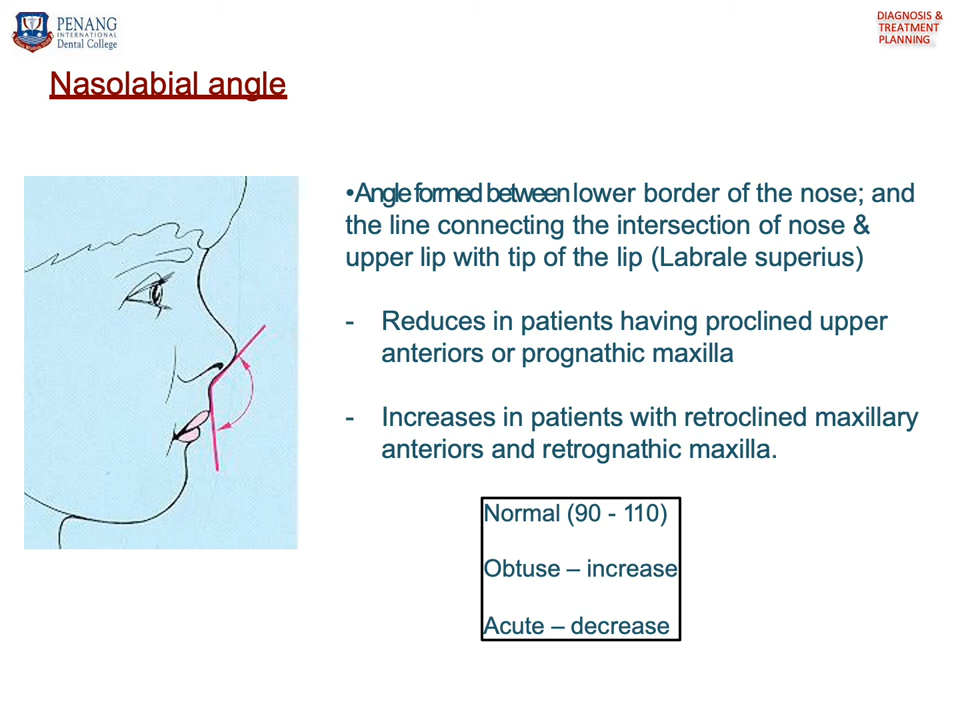 PENANG
INTERNATIONAL
Dental College
DIAGNOSIS &
TREATMENT
PLANNING
Nasolabial angle
•Angle formed between lower border of the nose; and
the line connecting the intersection of nose &
upper lip with tip of the lip (Labrale superius)
- Reduces in patients having proclined upper
anteriors or prognathic maxilla
- Increases in patients with retroclined maxillary
anteriors and retrognathic maxilla.
Normal (90 - 110)
Obtuse – increase
Acute – decrease